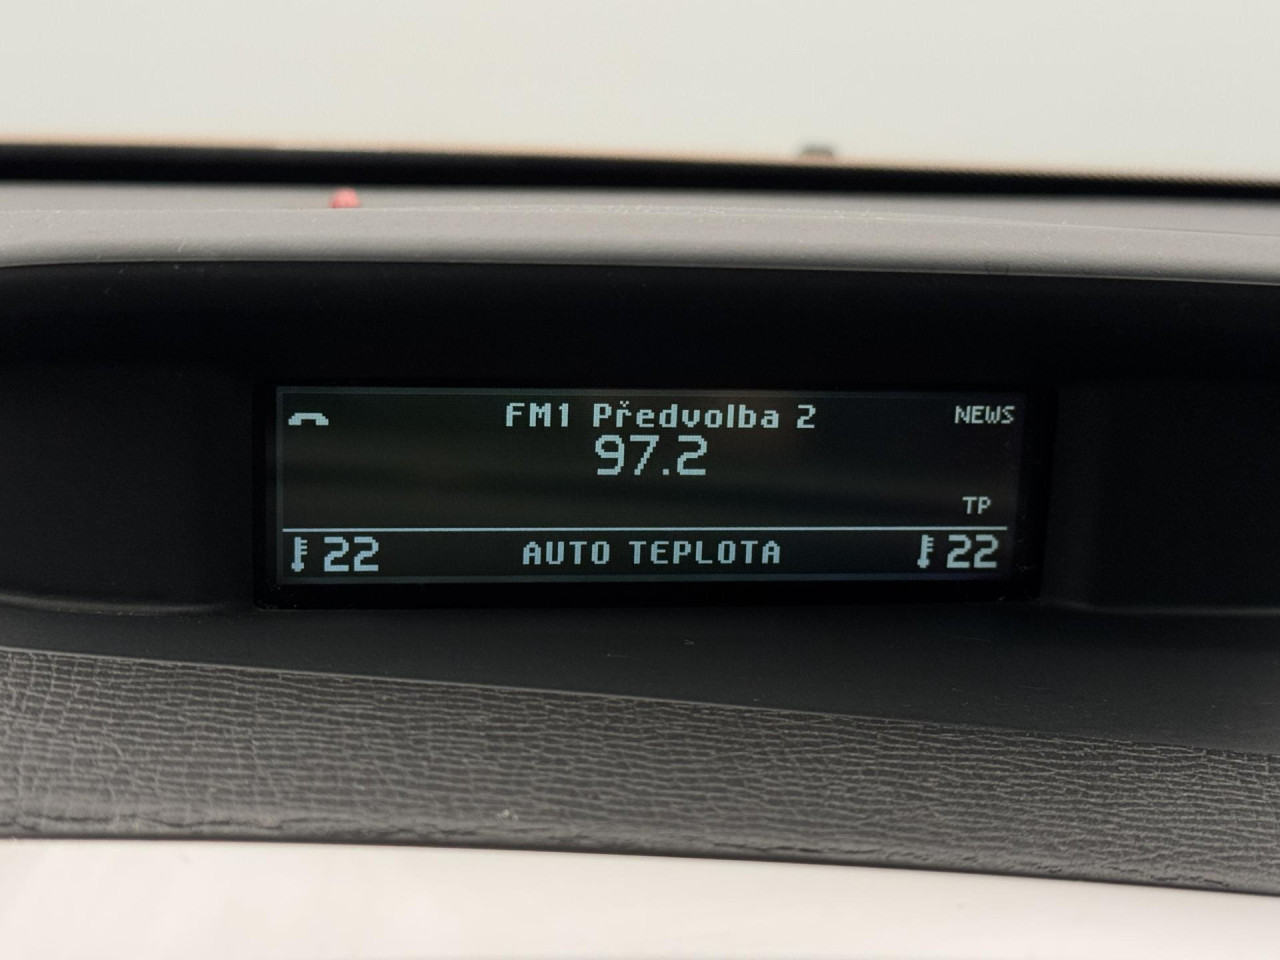 FM1 Předvolba 2
NEWS
97.2
TP
22 AUTO TEPLOTA 22